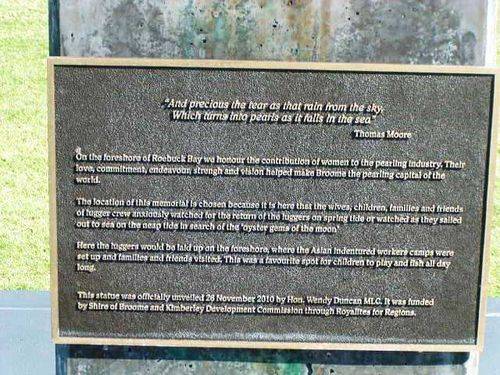 "And precious the tear as that rain from the sky,
Which turns into pearls as it falls in the sea."
Thomas Moore
On the foreshore of Roebuck Bay we honour the contribution of women to the pearling industry. Their
love, commitment, endeavour, strengh and vision helped make Broome the pearling capital of the
world.
The location of this memorial is chosen because it is here that the wives, children, families and friends
of lugger crew anxiously watched for the return of the luggers on spring tide or watched as they sailed
out to sea on the neap tide in search of the 'oyster gems of the moon'
Here the luggers would be laid up on the foreshore, where the Asian indentured workers camps were
set up and families and friends visited. This was a favourite spot for children to play and fish all day
long.
This statue was officially unveiled 26 November 2010 by Hon. Wendy Duncan MLC. It was funded
by Shire of Broome and Kimberley Development Commission through Royalites for Regions.